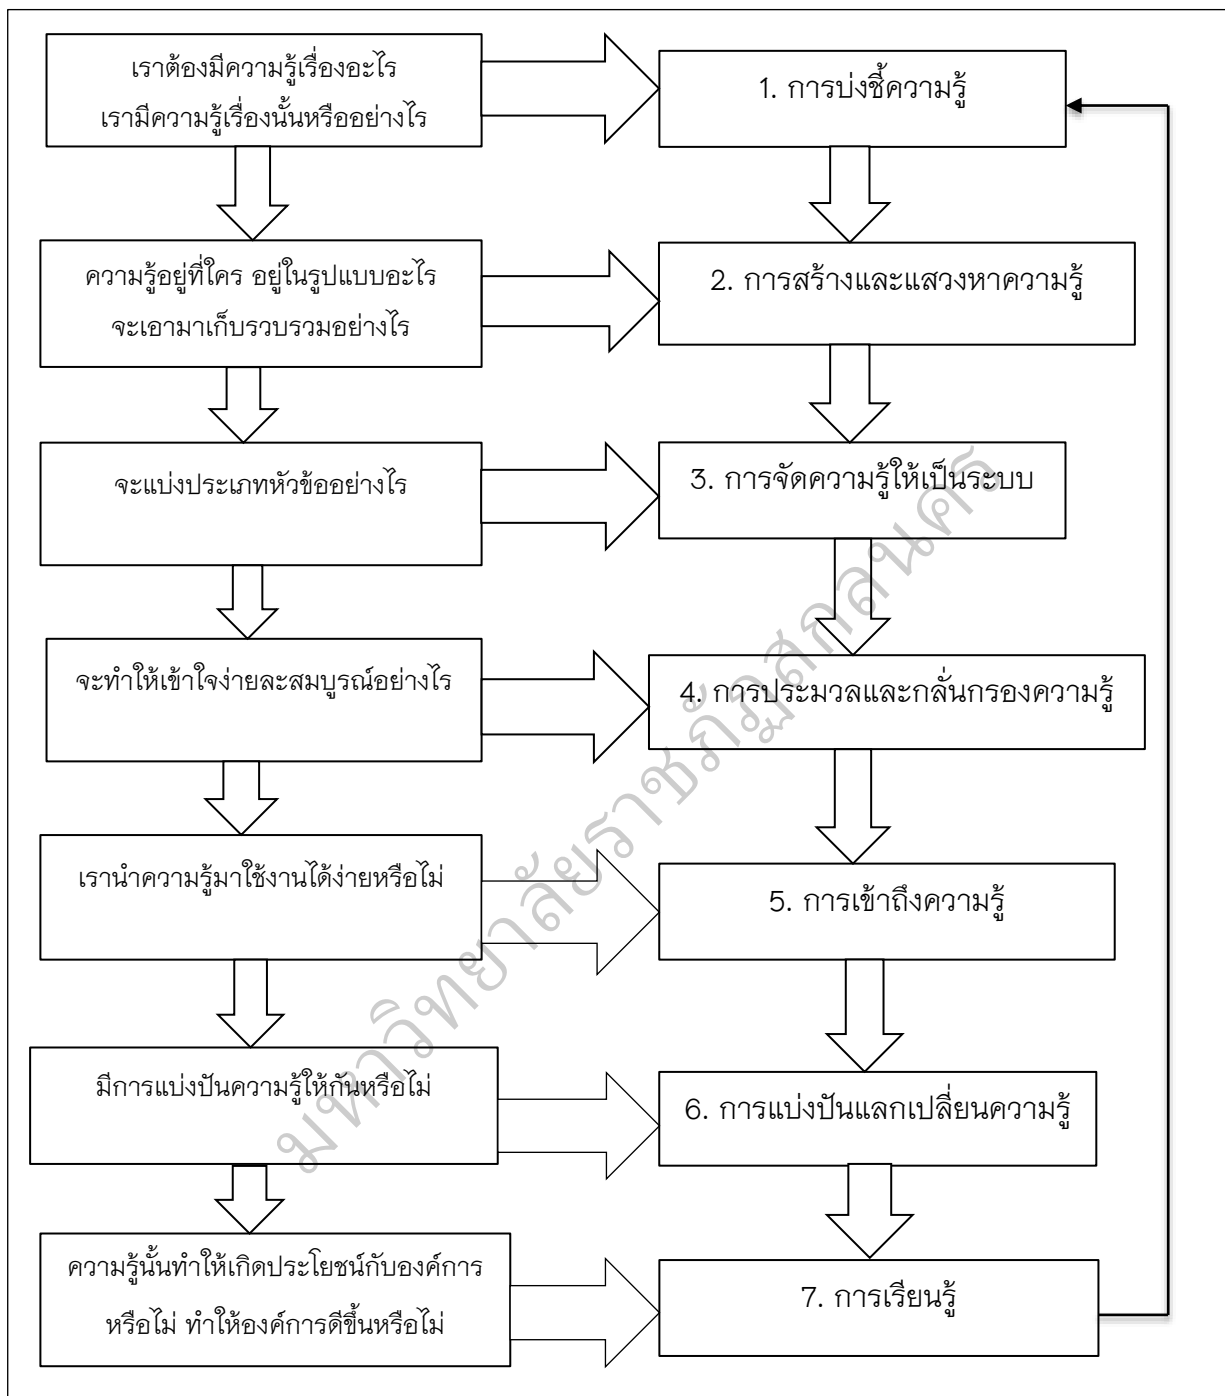 เราต้องมีความรู้เรื่องอะไร
เรามีความรู้เรื่องนั้นหรืออย่างไร
1. การบ่งชี้ความรู้
ความรู้อยู่ที่ใคร อยู่ในรูปแบบอะไร
จะเอามาเก็บรวบรวมอย่างไร
2. การสร้างและแสวงหาความรู้
จะแบ่งประเภทหัวข้ออย่างไร
3. การจัดความรู้ให้เป็นระบบ
จะทำให้เข้าใจง่ายละสมบูรณ์อย่างไร
4. การประมวลและกลั่นกรองความรู้
เรานำความรู้มาใช้งานได้ง่ายหรือไม่
5. การเข้าถึงความรู้
มีการแบ่งปันความรู้ให้กันหรือไม่
6. การแบ่งปันแลกเปลี่ยนความรู้
ความรู้นั้นทำให้เกิดประโยชน์กับองค์การ
หรือไม่ ทำให้องค์การดีขึ้นหรือไม่
7. การเรียนรู้
มหาวิทยาลัยราชภัฏสกลนคร